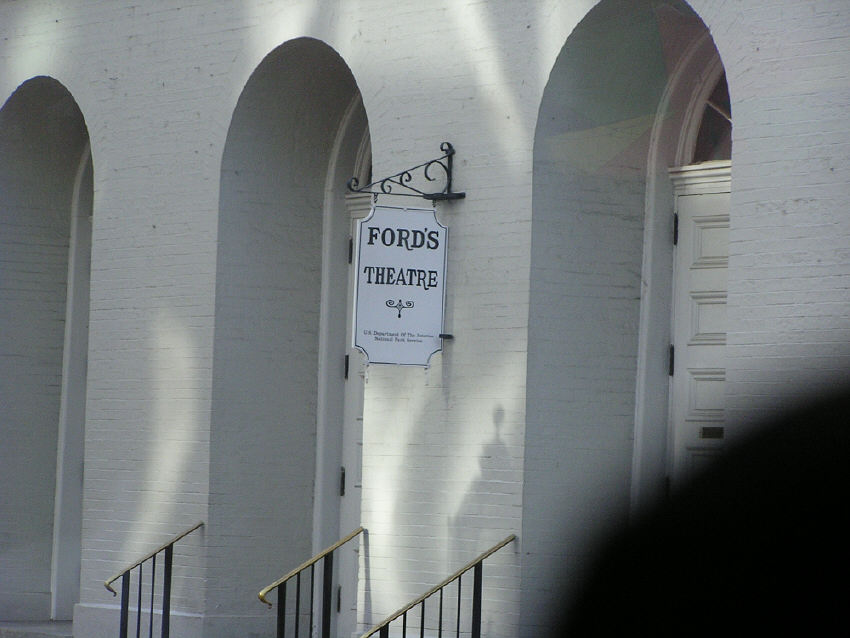 FORD'S
THEATRE
U.S. Department Of The Interior
National Park Service